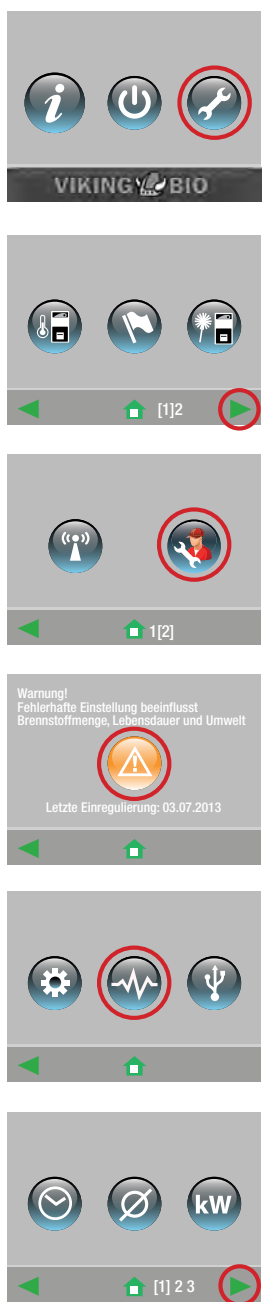 i
VIKING BIO
[1]2
1[2]
Warnung!
Fehlerhafte Einstellung beeinflusst
Brennstoffmenge, Lebensdauer und Umwelt
Letzte Einregulierung: 03.07.2013
kW
[1] 2 3